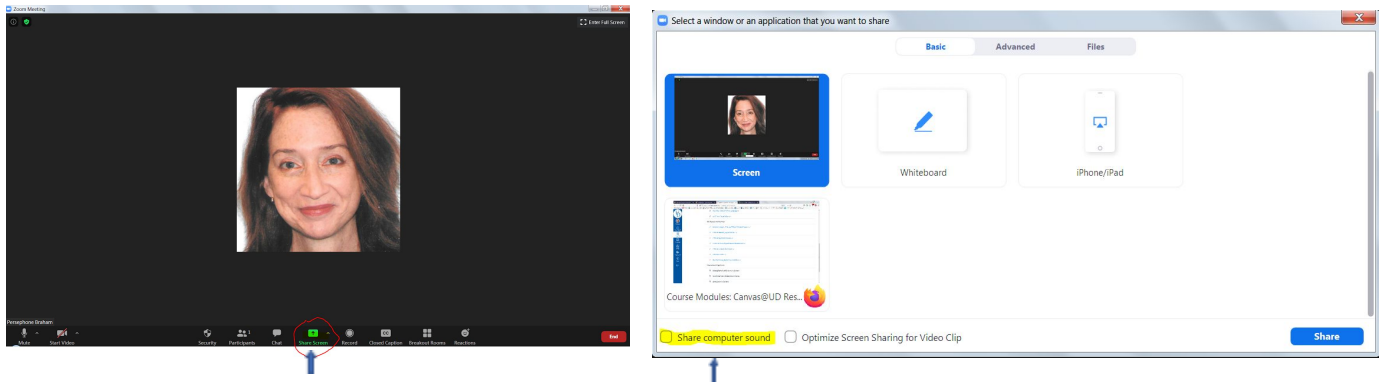 Zoom Meeting
Enter Full Screen
Persephone Braham
Mute
Start Video
Security
Participants
1
Chat
Share Screen
Record
CC
Closed Caption
Breakout Rooms
Reactions
End
Select a window or an application that you want to share
X
Basic
Advanced
Files
Screen
Whiteboard
iPhone/iPad
Course Modules: Canvas@UD Res...
Share computer sound
Optimize Screen Sharing for Video Clip
Share